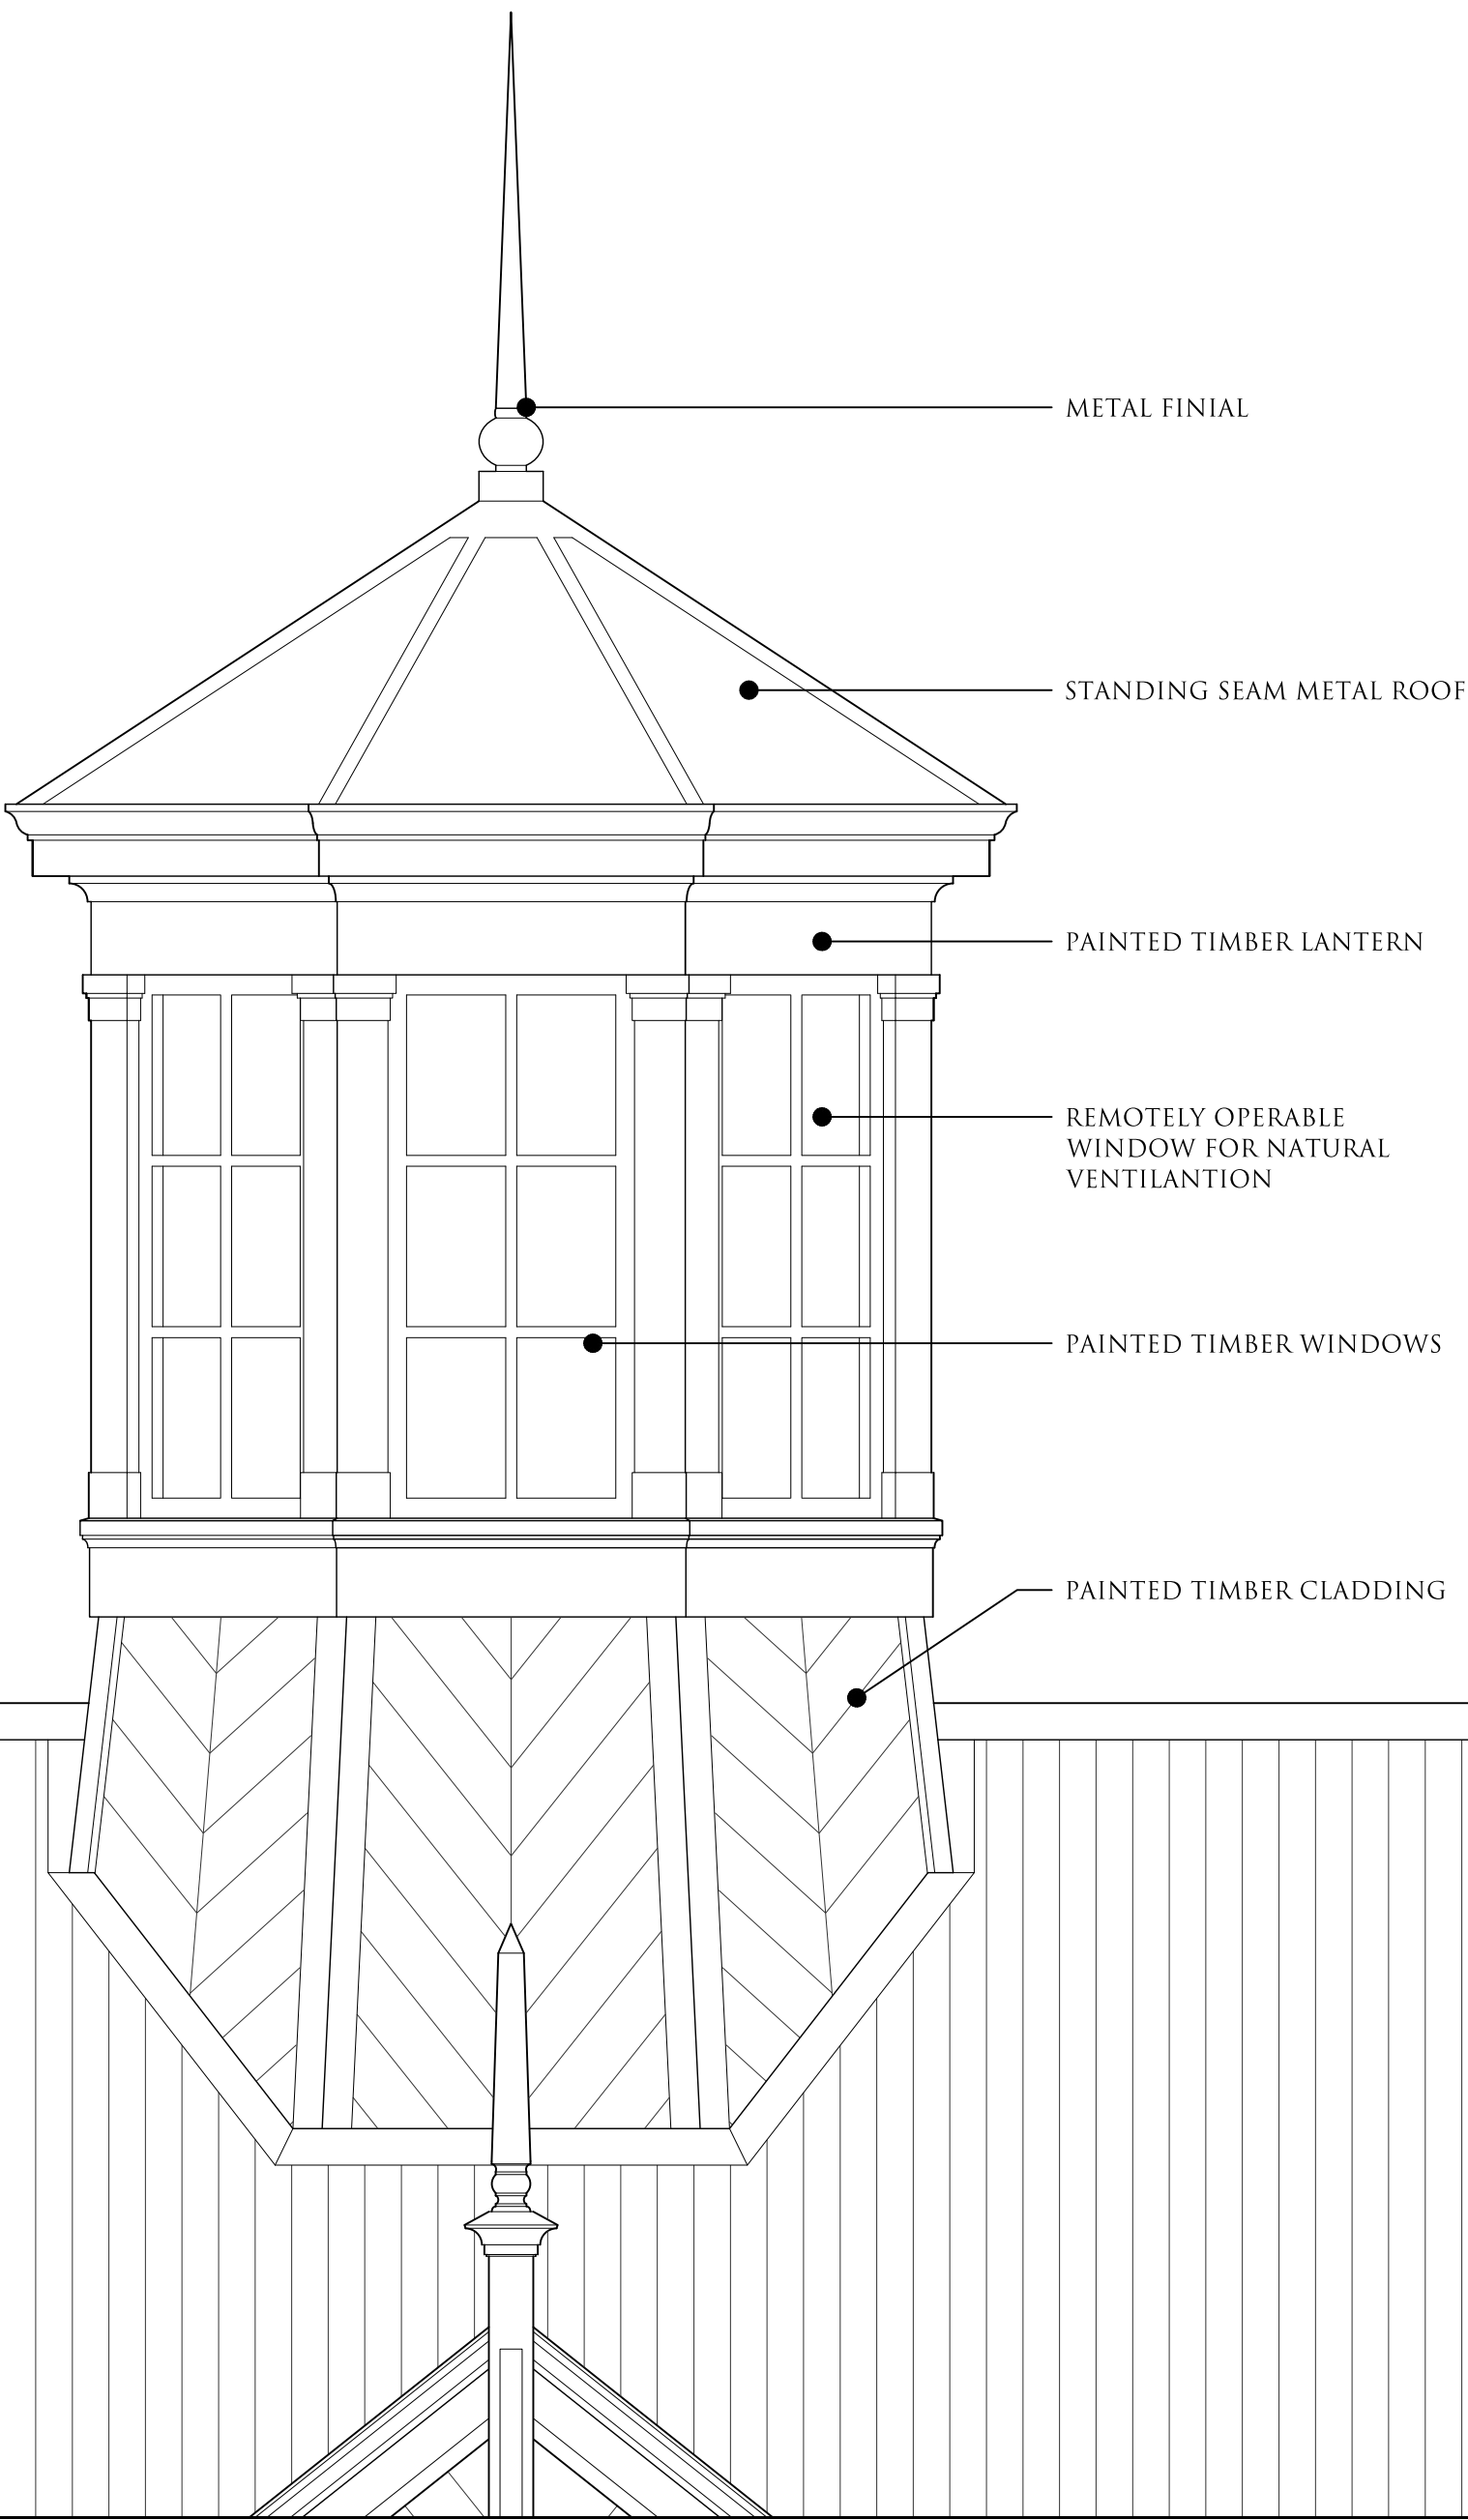 METAL FINIAL
STANDING SEAM METAL ROOF
PAINTED TIMBER LANTERN
REMOTELY OPERABLE
WINDOW FOR NATURAL
VENTILANTION
PAINTED TIMBER WINDOWS
PAINTED TIMBER CLADDING